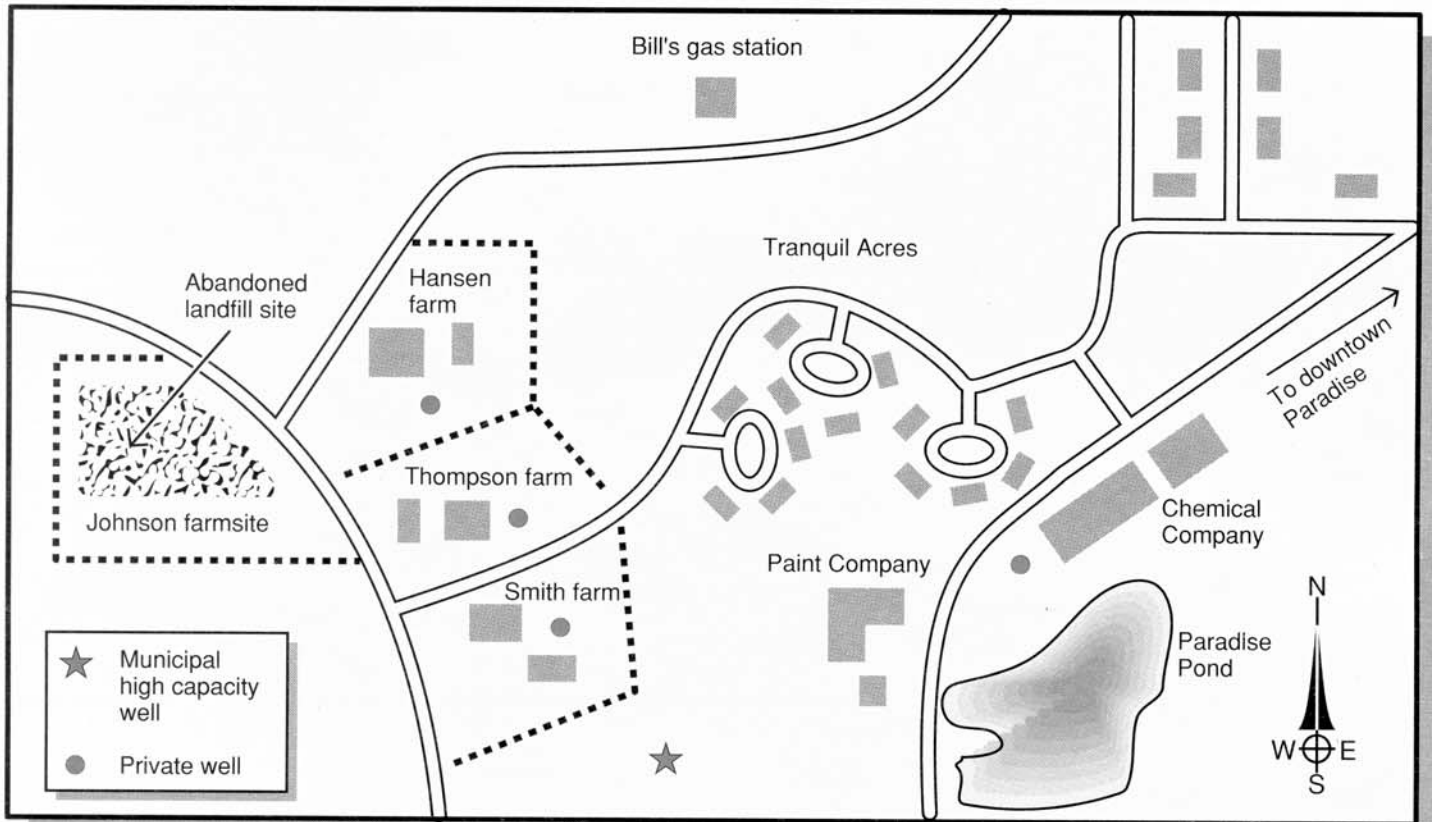 Bill's gas station
Tranquil Acres
Abandoned
landfill site
Hansen
farm
To downtown
Paradise
Thompson farm
Johnson farmsite
Chemical
Company
Paint Company
Smith farm
Paradise
Pond
Municipal
high capacity
well
Private well
N
W E
S